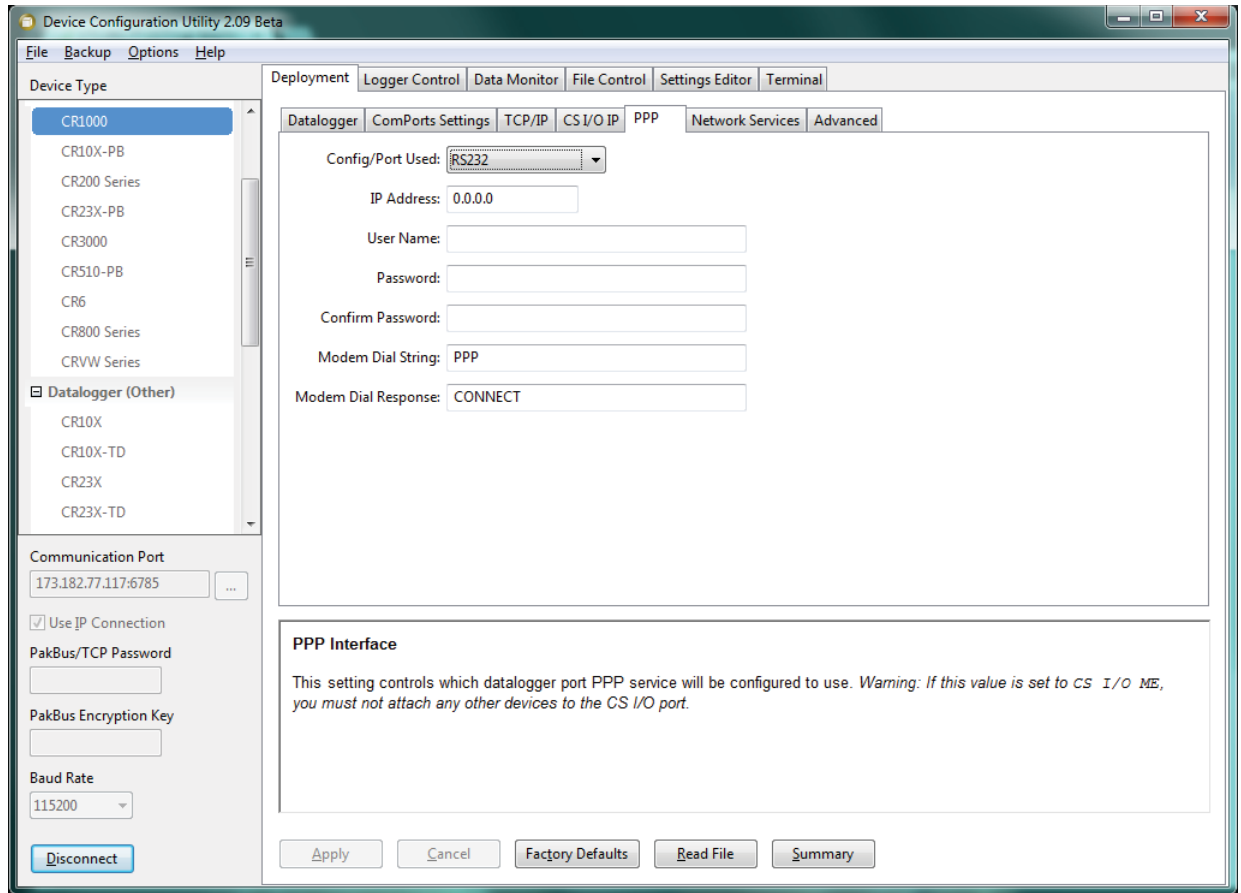 Device Configuration Utility 2.09 Beta
File Backup Options Help
Device Type
CR1000
CR10X-PB
CR200 Series
CR23X-PB
CR3000
CR510-PB
CR6
CR800 Series
CRVW Series
Datalogger (Other)
CR10X
CR10X-TD
CR23X
CR23X-TD
Communication Port
173.182.77.117:6785 ...
Use IP Connection
PakBus/TCP Password
PakBus Encryption Key
Baud Rate
115200
Disconnect
Deployment Logger Control Data Monitor File Control Settings Editor Terminal
Datalogger ComPorts Settings TCP/IP CS I/O IP PPP Network Services Advanced
Config/Port Used: RS232
IP Address: 0.0.0.0
User Name:
Password:
Confirm Password:
Modem Dial String: PPP
Modem Dial Response: CONNECT
PPP Interface
This setting controls which datalogger port PPP service will be configured to use. Warning: If this value is set to CS I/O ME,
you must not attach any other devices to the CS I/O port.
Apply Cancel Factory Defaults Read File Summary